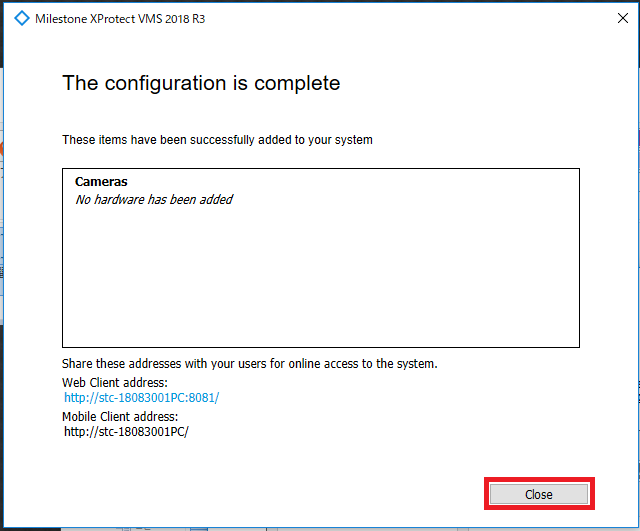 Milestone XProtect VMS 2018 R3
The configuration is complete
These items have been successfully added to your system
Cameras
No hardware has been added
Share these addresses with your users for online access to the system.
Web Client address:
http://stc-18083001PC:8081/
Mobile Client address:
http://stc-18083001PC/
Close